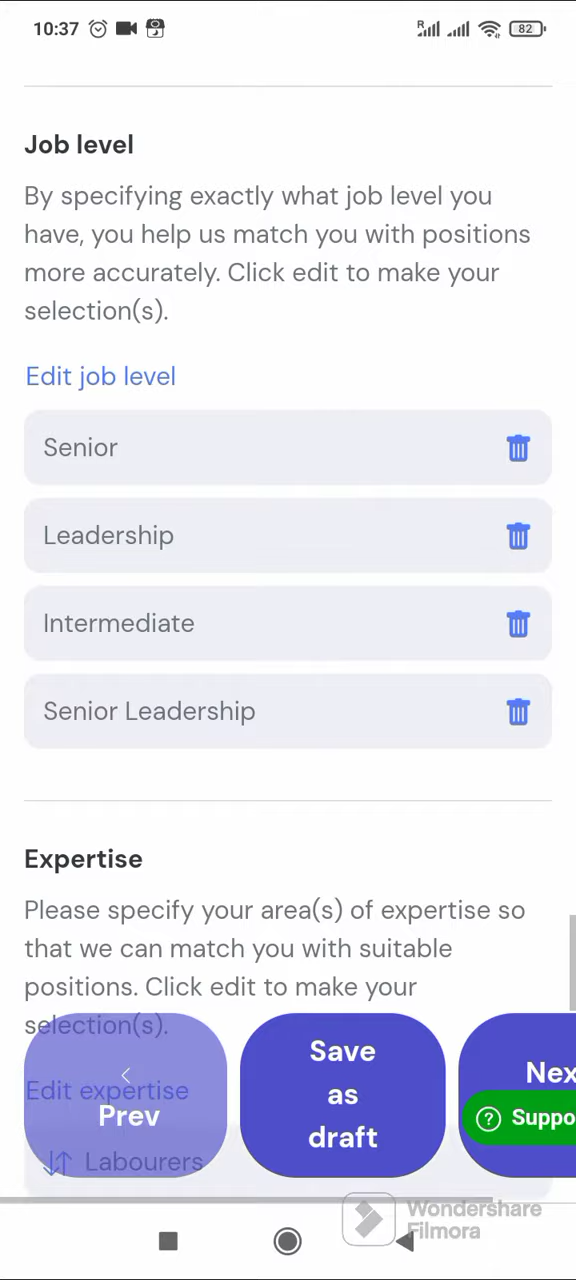 10:37
R
82
Job level
By specifying exactly what job level you
have, you help us match you with positions
more accurately. Click edit to make your
selection(s).
Edit job level
Senior
Leadership
Intermediate
Senior Leadership
Expertise
Please specify your area(s) of expertise so
that we can match you with suitable
positions. Click edit to make your
selection(s).
Edit expertise
Labourers
Prev
Save
as
draft
Nex
? Suppo
Wondershare
Filmora